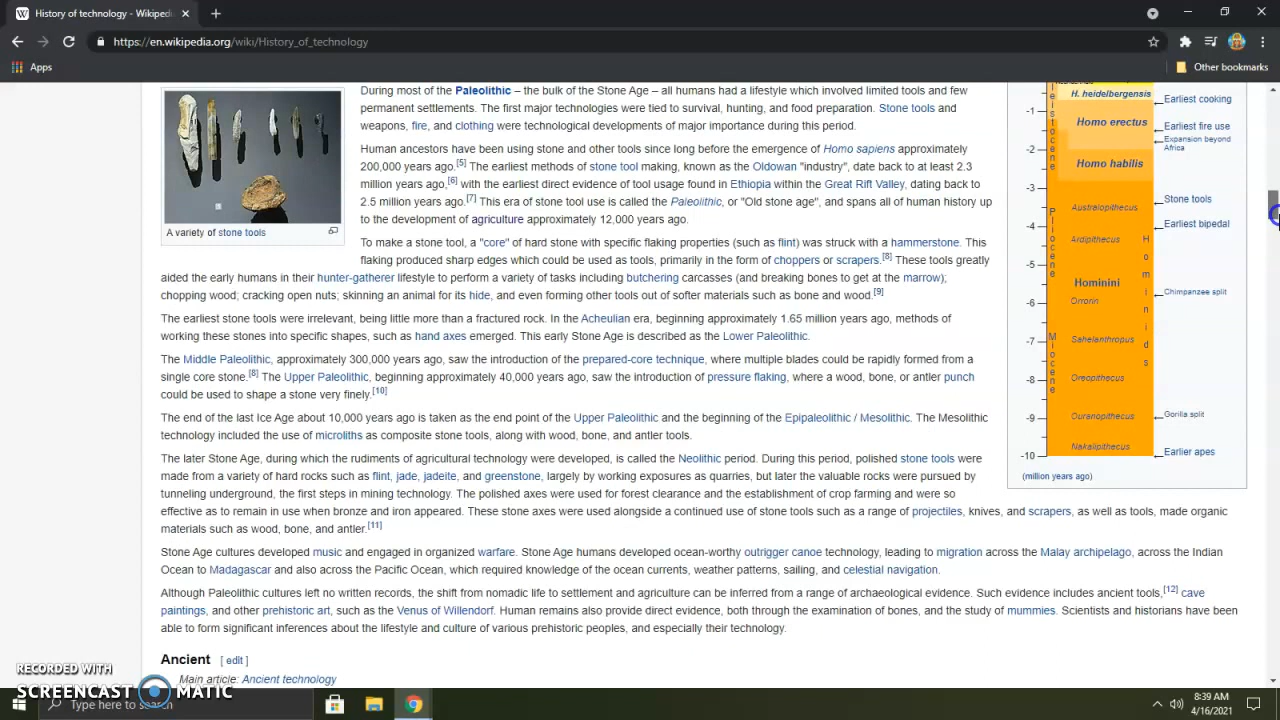 History of technology - Wikipedi
https://en.wikipedia.org/wiki/History_of_technology
Apps
Other bookmarks
During most of the Paleolithic – the bulk of the Stone Age – all humans had a lifestyle which involved limited tools and few
permanent settlements. The first major technologies were tied to survival, hunting, and food preparation. Stone tools and
weapons, fire, and clothing were technological developments of major importance during this period.
Human ancestors have been using stone and other tools since long before the emergence of Homo sapiens approximately
200,000 years ago.[5] The earliest methods of stone tool making, known as the Oldowan "industry", date back to at least 2.3
million years ago,[6] with the earliest direct evidence of tool usage found in Ethiopia within the Great Rift Valley, dating back to
2.5 million years ago.[7] This era of stone tool use is called the Paleolithic, or "Old stone age", and spans all of human history up
to the development of agriculture approximately 12,000 years ago.
A variety of stone tools
To make a stone tool, a "core" of hard stone with specific flaking properties (such as flint) was struck with a hammerstone. This
flaking produced sharp edges which could be used as tools, primarily in the form of choppers or scrapers.[8] These tools greatly
aided the early humans in their hunter-gatherer lifestyle to perform a variety of tasks including butchering carcasses (and breaking bones to get at the marrow);
chopping wood; cracking open nuts; skinning an animal for its hide, and even forming other tools out of softer materials such as bone and wood.[9]
The earliest stone tools were irrelevant, being little more than a fractured rock. In the Acheulian era, beginning approximately 1.65 million years ago, methods of
working these stones into specific shapes, such as hand axes emerged. This early Stone Age is described as the Lower Paleolithic.
The Middle Paleolithic, approximately 300,000 years ago, saw the introduction of the prepared-core technique, where multiple blades could be rapidly formed from a
single core stone.[8] The Upper Paleolithic, beginning approximately 40,000 years ago, saw the introduction of pressure flaking, where a wood, bone, or antler punch
could be used to shape a stone very finely.[10]
The end of the last Ice Age about 10,000 years ago is taken as the end point of the Upper Paleolithic and the beginning of the Epipaleolithic / Mesolithic. The Mesolithic
technology included the use of microliths as composite stone tools, along with wood, bone, and antler tools.
The later Stone Age, during which the rudiments of agricultural technology were developed, is called the Neolithic period. During this period, polished stone tools were
made from a variety of hard rocks such as flint, jade, jadeite, and greenstone, largely by working exposures as quarries, but later the valuable rocks were pursued by
tunneling underground, the first steps in mining technology. The polished axes were used for forest clearance and the establishment of crop farming and were so
effective as to remain in use when bronze and iron appeared. These stone axes were used alongside a continued use of stone tools such as a range of projectiles, knives, and scrapers, as well as tools, made organic
materials such as wood, bone, and antler.[11]
Stone Age cultures developed music and engaged in organized warfare. Stone Age humans developed ocean-worthy outrigger canoe technology, leading to migration across the Malay archipelago, across the Indian
Ocean to Madagascar and also across the Pacific Ocean, which required knowledge of the ocean currents, weather patterns, sailing, and celestial navigation.
Although Paleolithic cultures left no written records, the shift from nomadic life to settlement and agriculture can be inferred from a range of archaeological evidence. Such evidence includes ancient tools,[12] cave
paintings, and other prehistoric art, such as the Venus of Willendorf. Human remains also provide direct evidence, both through the examination of bones, and the study of mummies. Scientists and historians have been
able to form significant inferences about the lifestyle and culture of various prehistoric peoples, and especially their technology.
Ancient [ edit ]
Main article: Ancient technology
H. heidelbergensis
Earliest cooking
Homo erectus
Earliest fire use
Expansion beyond
Africa
Homo habilis
-3
Stone tools
Australopithecus
-4
Earliest bipedal
Ardipithecus
-5
Hominini
Chimpanzee split
-6
Orrorin
-7
Sahelanthropus
-8
Oreopithecus
-9
Ouranopithecus
Gorilla split
Nakalipithecus
-10
Earlier apes
Pliocene
Miocene
Hominids
(million years ago)
RECORDED WITH
SCREENCAST MATIC
Type here to search
8:39 AM
4/16/2021